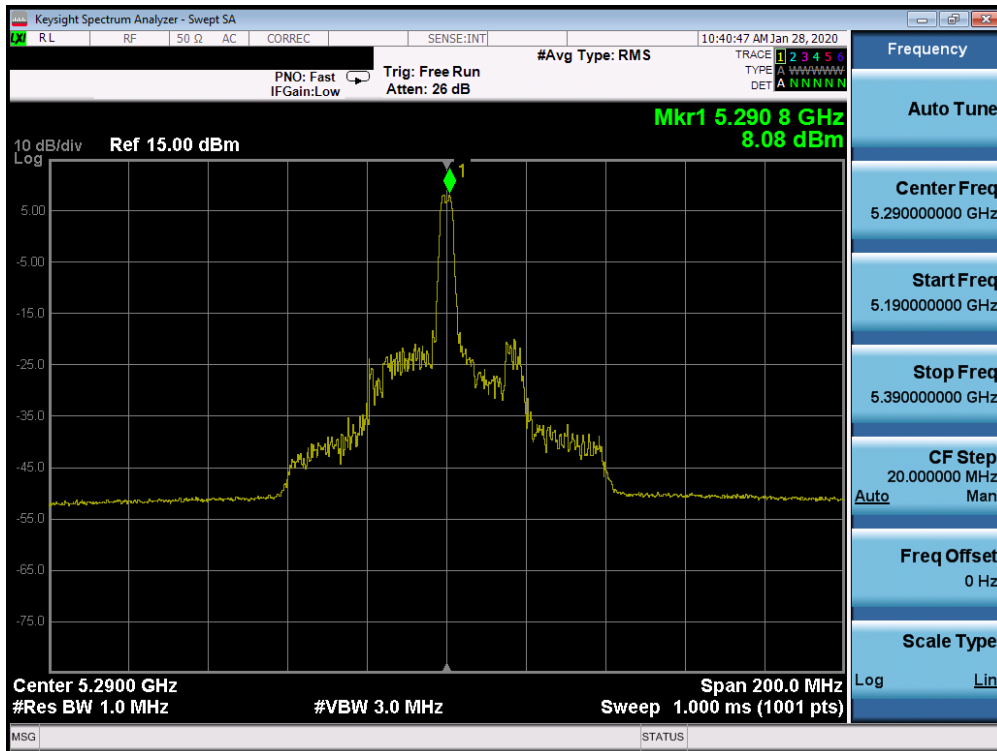 Keysight Spectrum Analyzer - Swept SA
LXI RL RF 50 Ω AC CORREC SENSE:INT 10:40:47 AM Jan 28, 2020
#Avg Type: RMS
TRACE 1 2 3 4 5 6
PNO: Fast Trig: Free Run
TYPE A WWWWW
IFGain:Low Atten: 26 dB
DET A N N N N N
Mkr1 5.290 8 GHz
8.08 dBm
10 dB/div Ref 15.00 dBm
Log
1
5.00
-5.00
-15.0
-25.0
-35.0
-45.0
-55.0
-65.0
-75.0
Center 5.2900 GHz Span 200.0 MHz
#Res BW 1.0 MHz #VBW 3.0 MHz Sweep 1.000 ms (1001 pts)
MSG STATUS
Frequency
Auto Tune
Center Freq
5.290000000 GHz
Start Freq
5.190000000 GHz
Stop Freq
5.390000000 GHz
CF Step
20.000000 MHz
Auto Man
Freq Offset
0 Hz
Scale Type
Log Lin